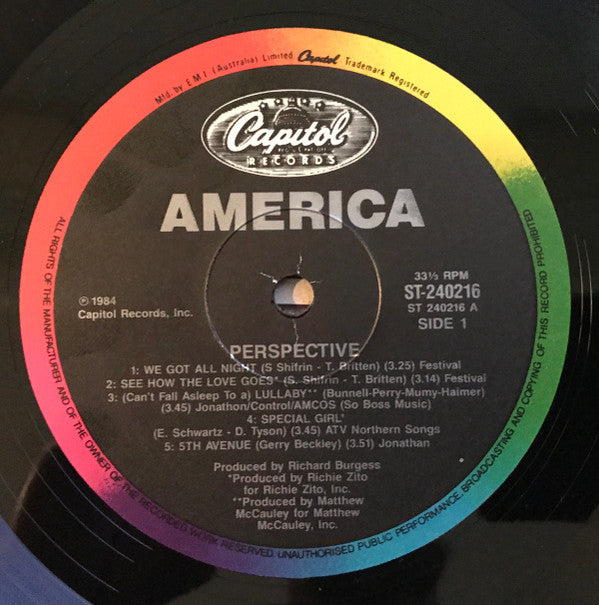 Mfd. by E M I (Australia) Limited Capitol Trademark Registered
Capitol
RECORDS
AMERICA
33⅓ RPM
ST-240216
ST 240216 A
SIDE 1
℗ 1984
Capitol Records, Inc.
PERSPECTIVE
1: WE GOT ALL NIGHT (S Shifrin - T. Britten) (3.25) Festival
2: SEE HOW THE LOVE GOES* (S. Shifrin - T. Britten) (3.14) Festival
3: (Can't Fall Asleep To a) LULLABY** (Bunnell-Perry-Mumy-Haimer)
(3.45) Jonathon/Control/AMCOS (So Boss Music)
4: SPECIAL GIRL*
(E. Schwartz - D. Tyson) (3.45) ATV Northern Songs
5: 5TH AVENUE (Gerry Beckley) (3.51) Jonathan
Produced by Richard Burgess
*Produced by Richie Zito
for Richie Zito, Inc.
**Produced by Matthew
McCauley for Matthew
McCauley, Inc.
ALL RIGHTS OF THE MANUFACTURER AND OF THE OWNER OF THE RECORDED WORK RESERVED. UNAUTHORISED PUBLIC PERFORMANCE, BROADCASTING AND COPYING OF THIS RECORD PROHIBITED